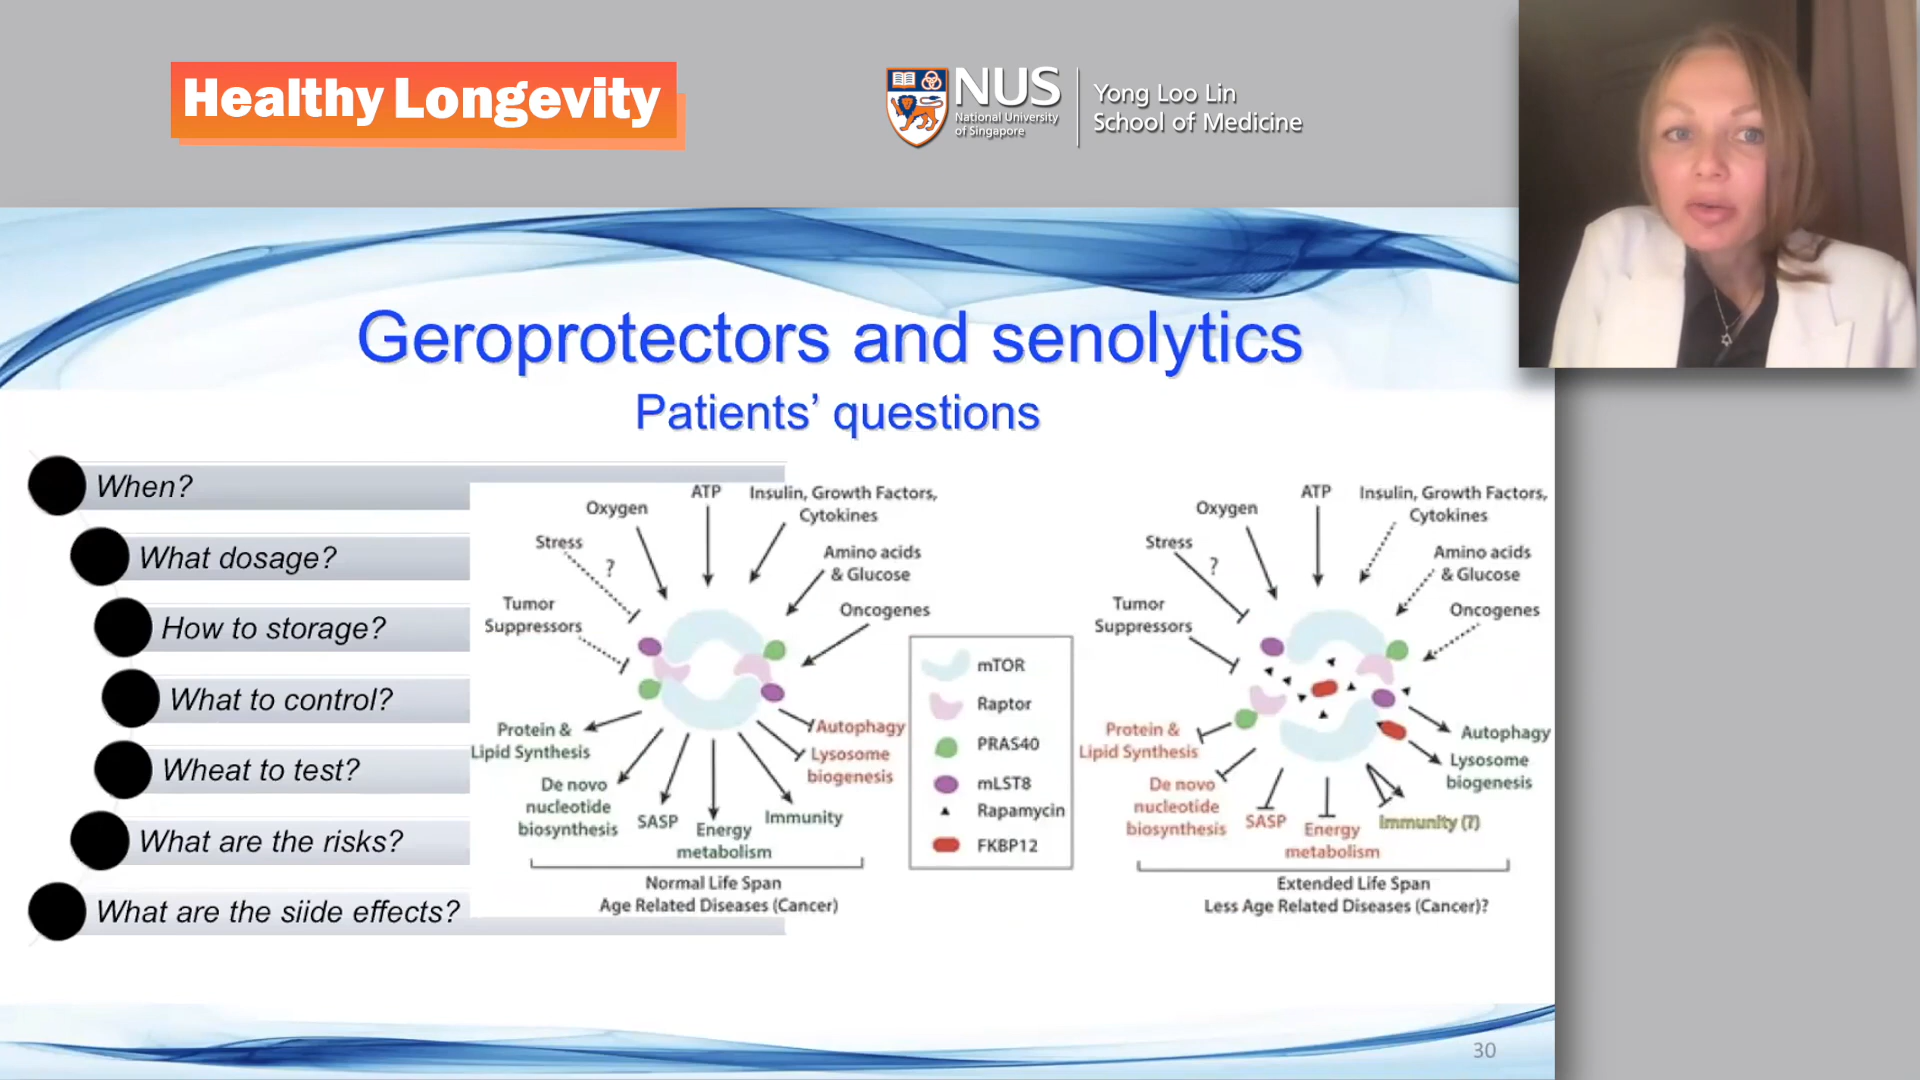 Healthy Longevity
NUS
National University
of Singapore
Yong Loo Lin
School of Medicine
Geroprotectors and senolytics
Patients’ questions
When?
What dosage?
How to storage?
What to control?
Wheat to test?
What are the risks?
What are the siide effects?
ATP
Insulin, Growth Factors,
Cytokines
Oxygen
Stress
?
Amino acids
& Glucose
Tumor
Suppressors
Oncogenes
Protein &
Lipid Synthesis
De novo
nucleotide
biosynthesis
SASP
Energy
metabolism
Immunity
Autophagy
Lysosome
biogenesis
Normal Life Span
Age Related Diseases (Cancer)
mTOR
Raptor
PRAS40
mLST8
Rapamycin
FKBP12
ATP
Insulin, Growth Factors,
Cytokines
Oxygen
Stress
?
Amino acids
& Glucose
Tumor
Suppressors
Oncogenes
Protein &
Lipid Synthesis
De novo
nucleotide
biosynthesis
SASP
Energy
metabolism
Immunity (?)
Autophagy
Lysosome
biogenesis
Extended Life Span
Less Age Related Diseases (Cancer)?
30